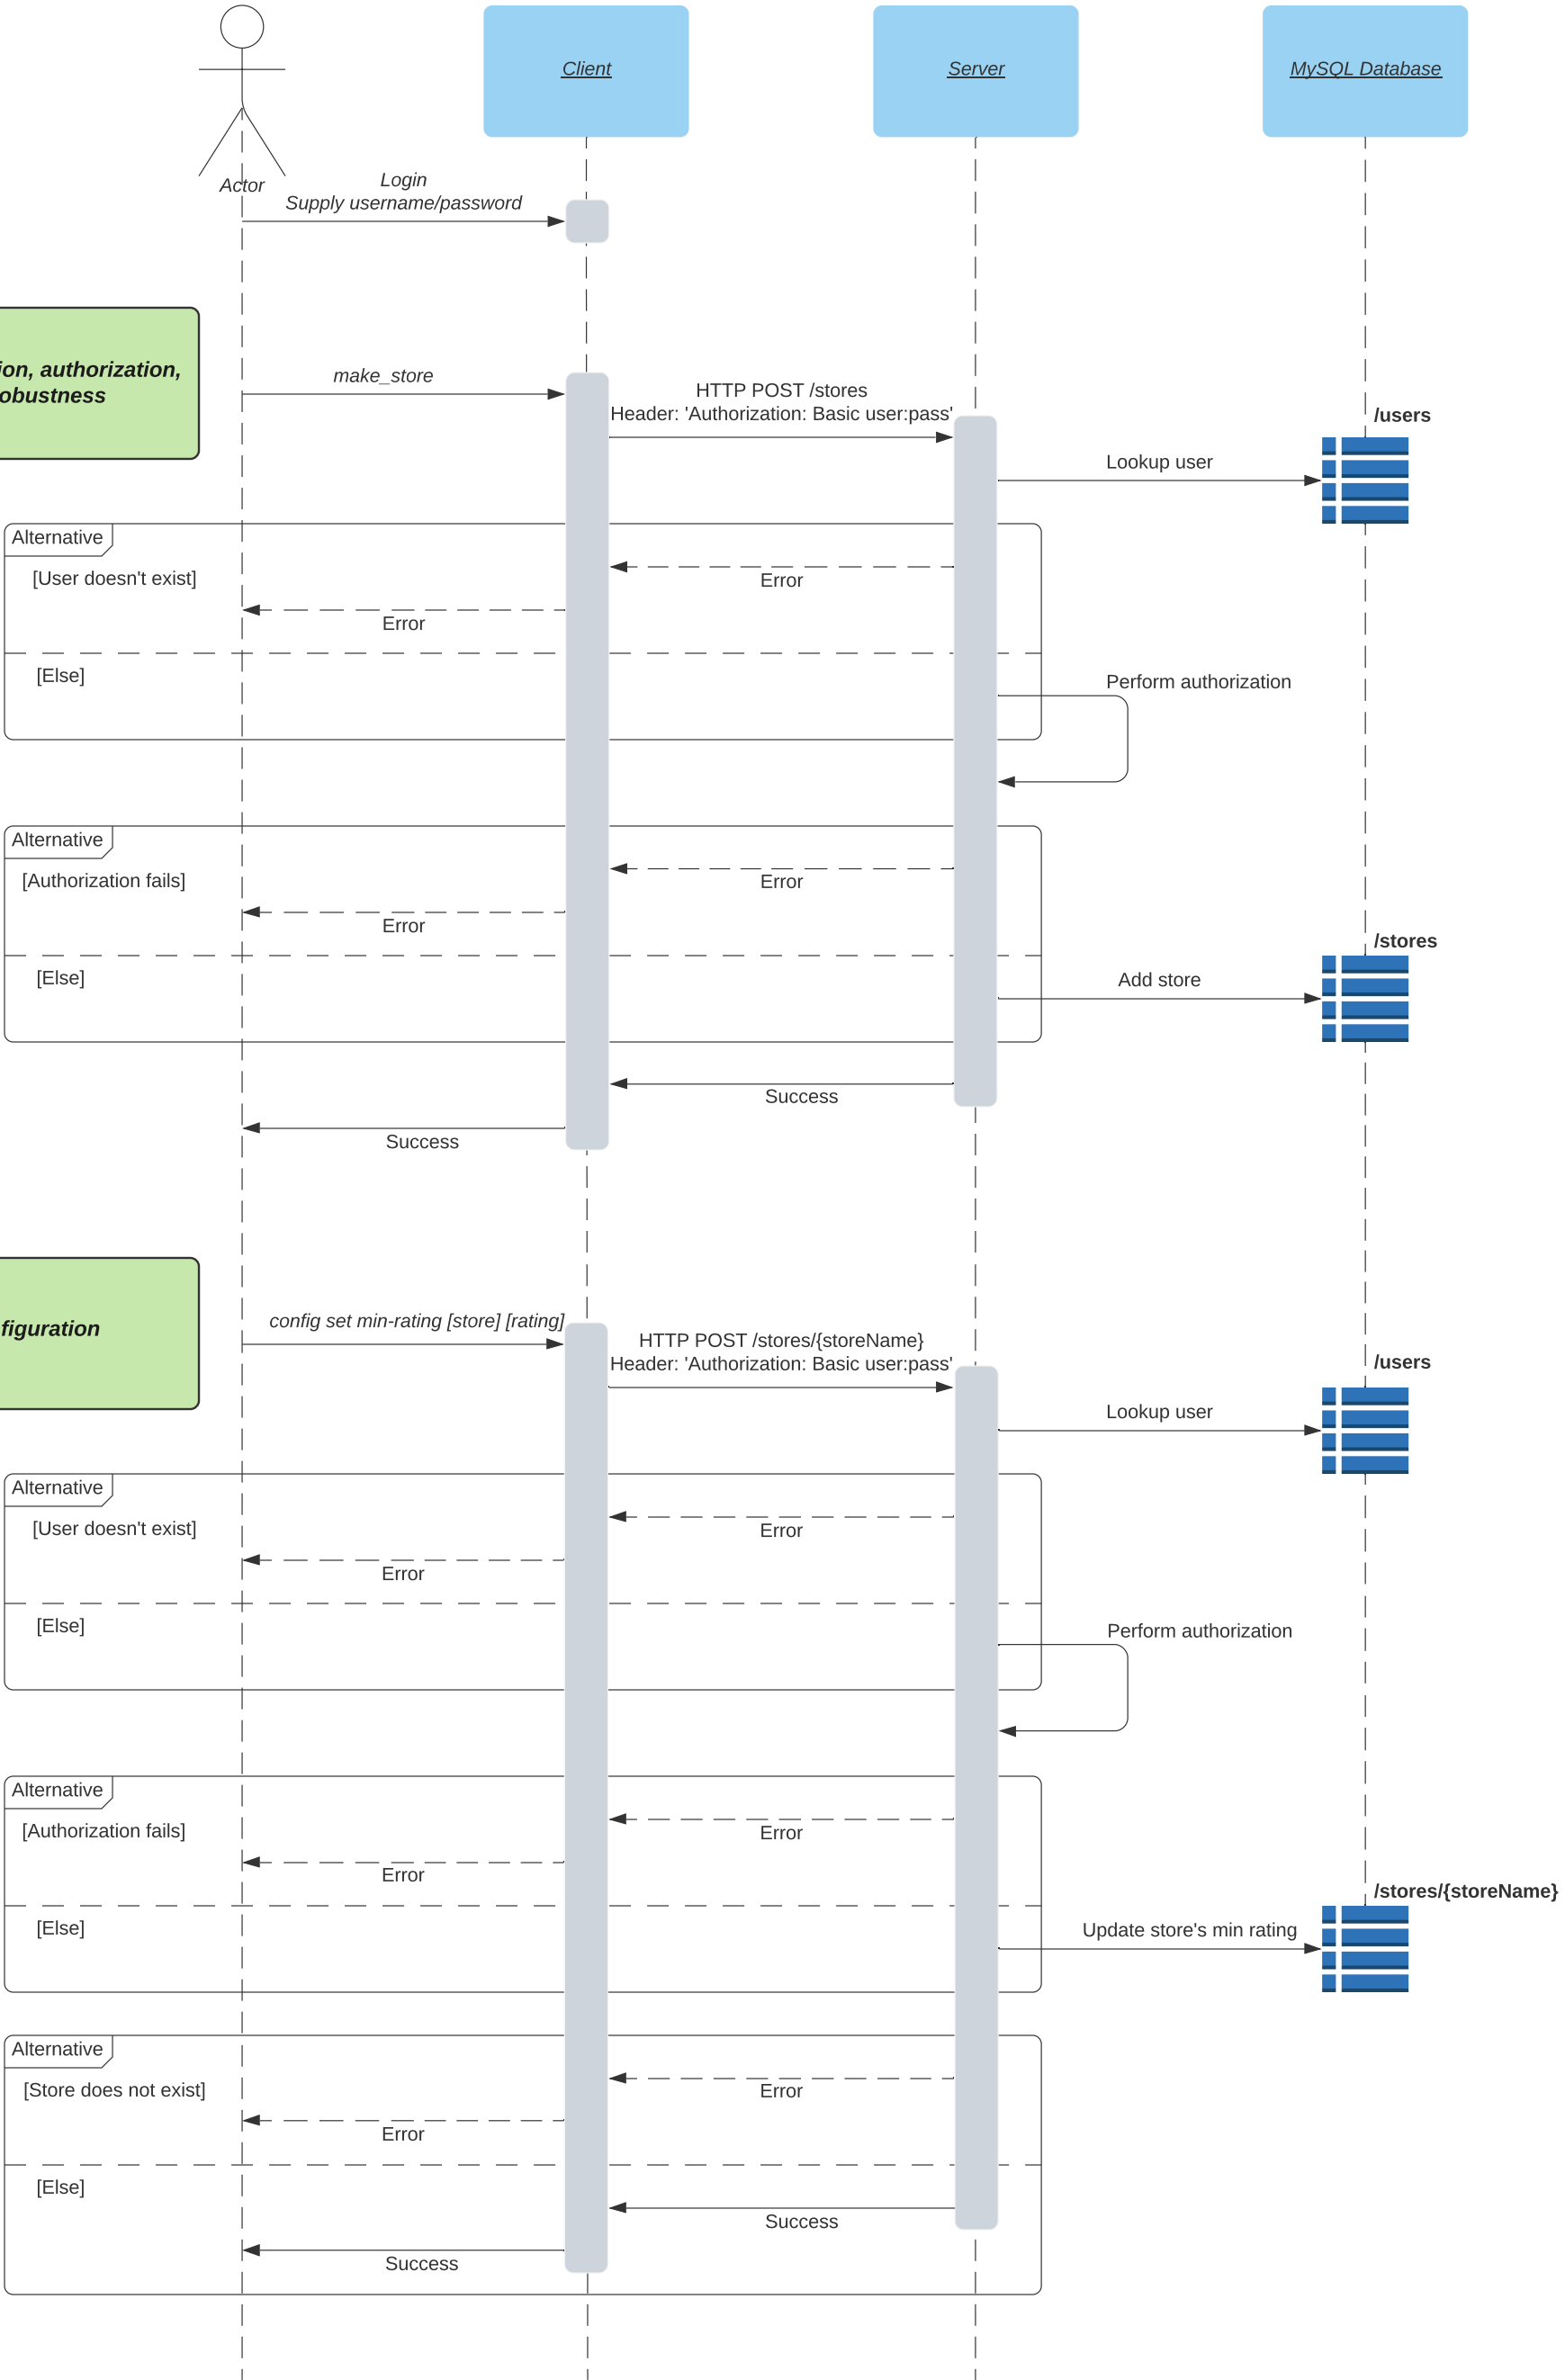 Client
Server
MySQL Database
Actor
Login
Supply username/password
ion, authorization,
obustness
make_store
HTTP POST /stores
Header: 'Authorization: Basic user:pass'
/users
Lookup user
Alternative
[User doesn't exist]
Error
Error
[Else]
Perform authorization
Alternative
[Authorization fails]
Error
Error
/stores
[Else]
Add store
Success
Success
figuration
config set min-rating [store] [rating]
HTTP POST /stores/{storeName}
Header: 'Authorization: Basic user:pass'
/users
Lookup user
Alternative
[User doesn't exist]
Error
Error
[Else]
Perform authorization
Alternative
[Authorization fails]
Error
Error
/stores/{storeName}
[Else]
Update store's min rating
Alternative
[Store does not exist]
Error
Error
[Else]
Success
Success